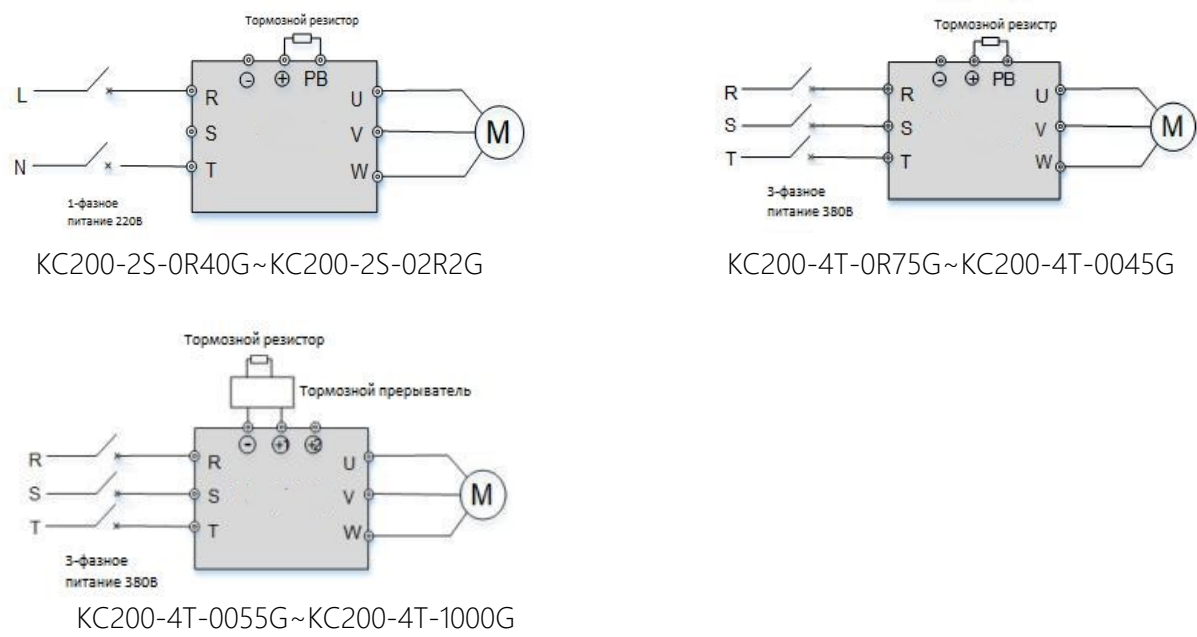 Тормозной резистор
⊖ ⊕ PB
L R U
S V M
N T W
1-фазное
питание 220В
KC200-2S-0R40G~KC200-2S-02R2G
Тормозной резистр
⊖ ⊕ PB
R R U
S S V M
T T W
3-фазное
питание 380В
KC200-4T-0R75G~KC200-4T-0045G
Тормозной резистор
Тормозной прерыватель
⊖ +1 +2
R R U
S S V M
T T W
3-фазное
питание 380В
KC200-4T-0055G~KC200-4T-1000G